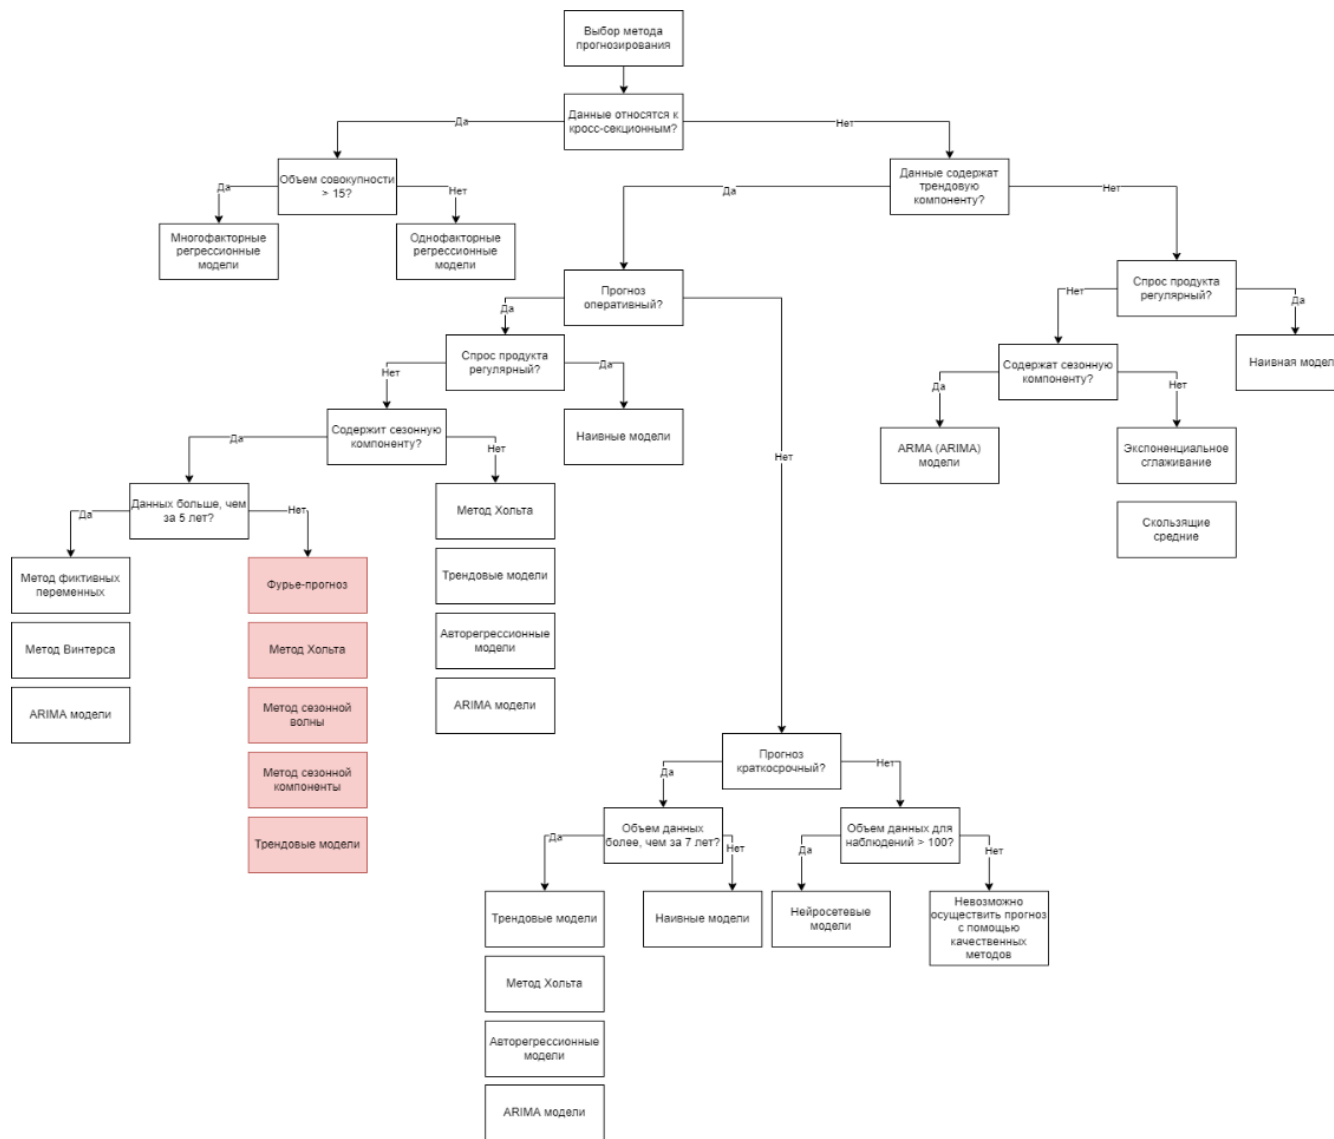 Выбор метода
прогнозирования
Данные относятся к
кросс-секционным?
Да
Нет
Объем совокупности
> 15?
Данные содержат
трендовую
компоненту?
Да
Нет
Да
Нет
Многофакторные
регрессионные
модели
Однофакторные
регрессионные
модели
Прогноз
оперативный?
Спрос продукта
регулярный?
Да
Нет
Да
Спрос продукта
регулярный?
Содержат сезонную
компоненту?
Наивная модел
Нет
Да
Да
Нет
Содержит сезонную
компоненту?
Наивные модели
ARMA (ARIMA)
модели
Экспоненциальное
сглаживание
Да
Нет
Нет
Данных больше, чем
за 5 лет?
Метод Хольта
Скользящие
средние
Да
Нет
Метод фиктивных
переменных
Фурье-прогноз
Трендовые модели
Метод Винтерса
Метод Хольта
Авторегрессионные
модели
ARIMA модели
Метод сезонной
волны
ARIMA модели
Метод сезонной
компоненты
Прогноз
краткосрочный?
Да
Нет
Трендовые модели
Объем данных
более, чем за 7 лет?
Объем данных для
наблюдений > 100?
Да
Нет
Да
Нет
Трендовые модели
Наивные модели
Нейросетевые
модели
Невозможно
осуществить прогноз
с помощью
качественных
методов
Метод Хольта
Авторегрессионные
модели
ARIMA модели